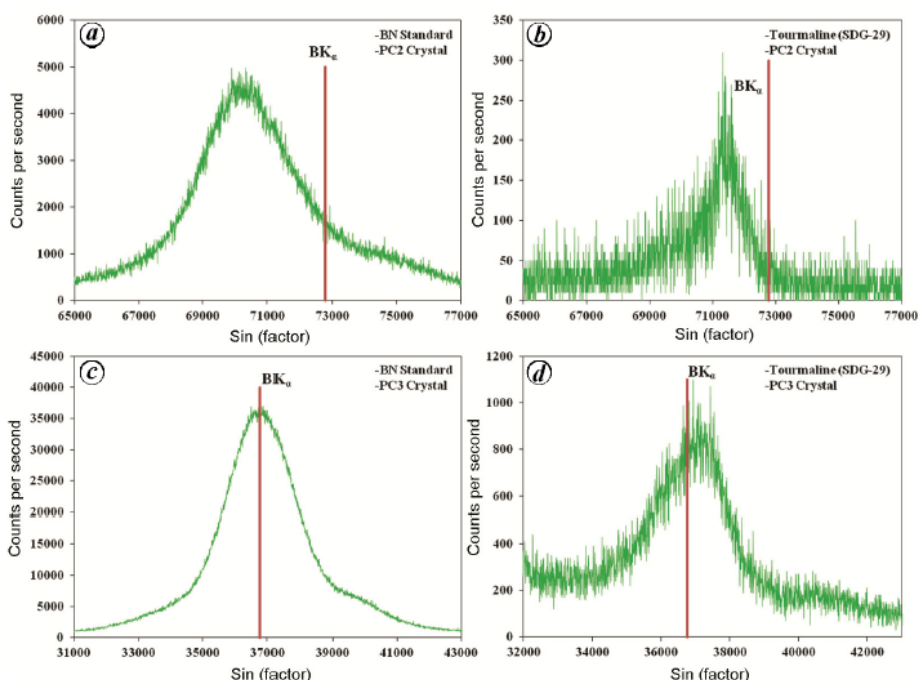 a
-BN Standard
-PC2 Crystal
BKα
6000
5000
4000
3000
2000
1000
0
65000 67000 69000 71000 73000 75000 77000
Counts per second
Sin (factor)
b
-Tourmaline (SDG-29)
-PC2 Crystal
BKα
350
300
250
200
150
100
50
0
65000 67000 69000 71000 73000 75000 77000
Counts per second
Sin (factor)
c
-BN Standard
-PC3 Crystal
BKα
45000
40000
35000
30000
25000
20000
15000
10000
5000
0
31000 33000 35000 37000 39000 41000 43000
Counts per second
Sin (factor)
d
-Tourmaline (SDG-29)
-PC3 Crystal
BKα
1200
1000
800
600
400
200
0
32000 34000 36000 38000 40000 42000
Counts per second
Sin (factor)